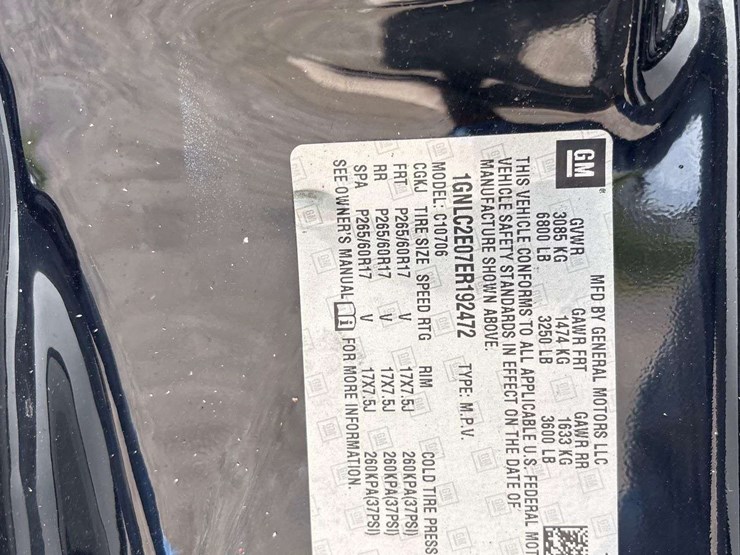 GM ®
MFD BY GENERAL MOTORS LLC
GVWR GAWR FRT GAWR RR
3085 KG 1474 KG 1633 KG
6800 LB 3250 LB 3600 LB
THIS VEHICLE CONFORMS TO ALL APPLICABLE U.S. FEDERAL MOT
VEHICLE SAFETY STANDARDS IN EFFECT ON THE DATE OF
MANUFACTURE SHOWN ABOVE.
1GNLC2E07ER192472 TYPE: M.P.V.
MODEL: C10706
CGKJ TIRE SIZE SPEED RTG RIM COLD TIRE PRESS
FRT P265/60R17 V 17X7.5J 260KPA(37PSI)
RR P265/60R17 V 17X7.5J 260KPA(37PSI)
SPA P265/60R17 V 17X7.5J 260KPA(37PSI)
SEE OWNER'S MANUAL i FOR MORE INFORMATION.